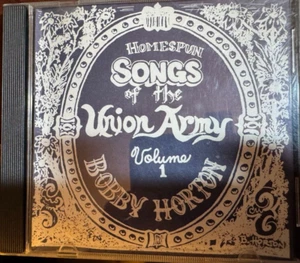 HOMESPUN
SONGS
of the
Union Army
Volume
1
BOBBY HORTON